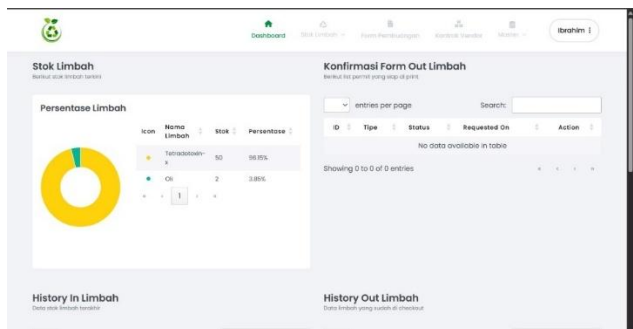 Dashboard
Stok Limbah
Form Pembuangan
Kontrak Vendor
Master
Ibrahim
Stok Limbah
Berikut stok limbah terkini
Konfirmasi Form Out Limbah
Berikut list permit yang siap di print
Persentase Limbah
Icon Nama Limbah Stok Persentase
Tetradotoxin-x 50 96.15%
Oli 2 3.85%
« ‹ 1 › »
entries per page Search:
ID Tipe Status Requested On Action
No data available in table
Showing 0 to 0 of 0 entries
« ‹ › »
History In Limbah
Data stok limbah terakhir
History Out Limbah
Data limbah yang sudah di checkout